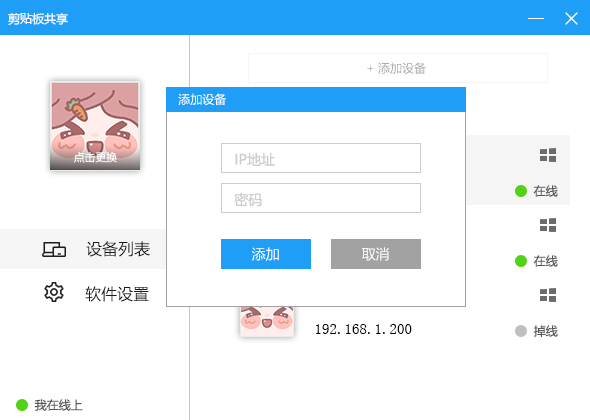 剪贴板共享
+ 添加设备
点击更换
添加设备
IP地址
密码
添加
取消
在线
设备列表
在线
软件设置
192.168.1.200
掉线
我在线上